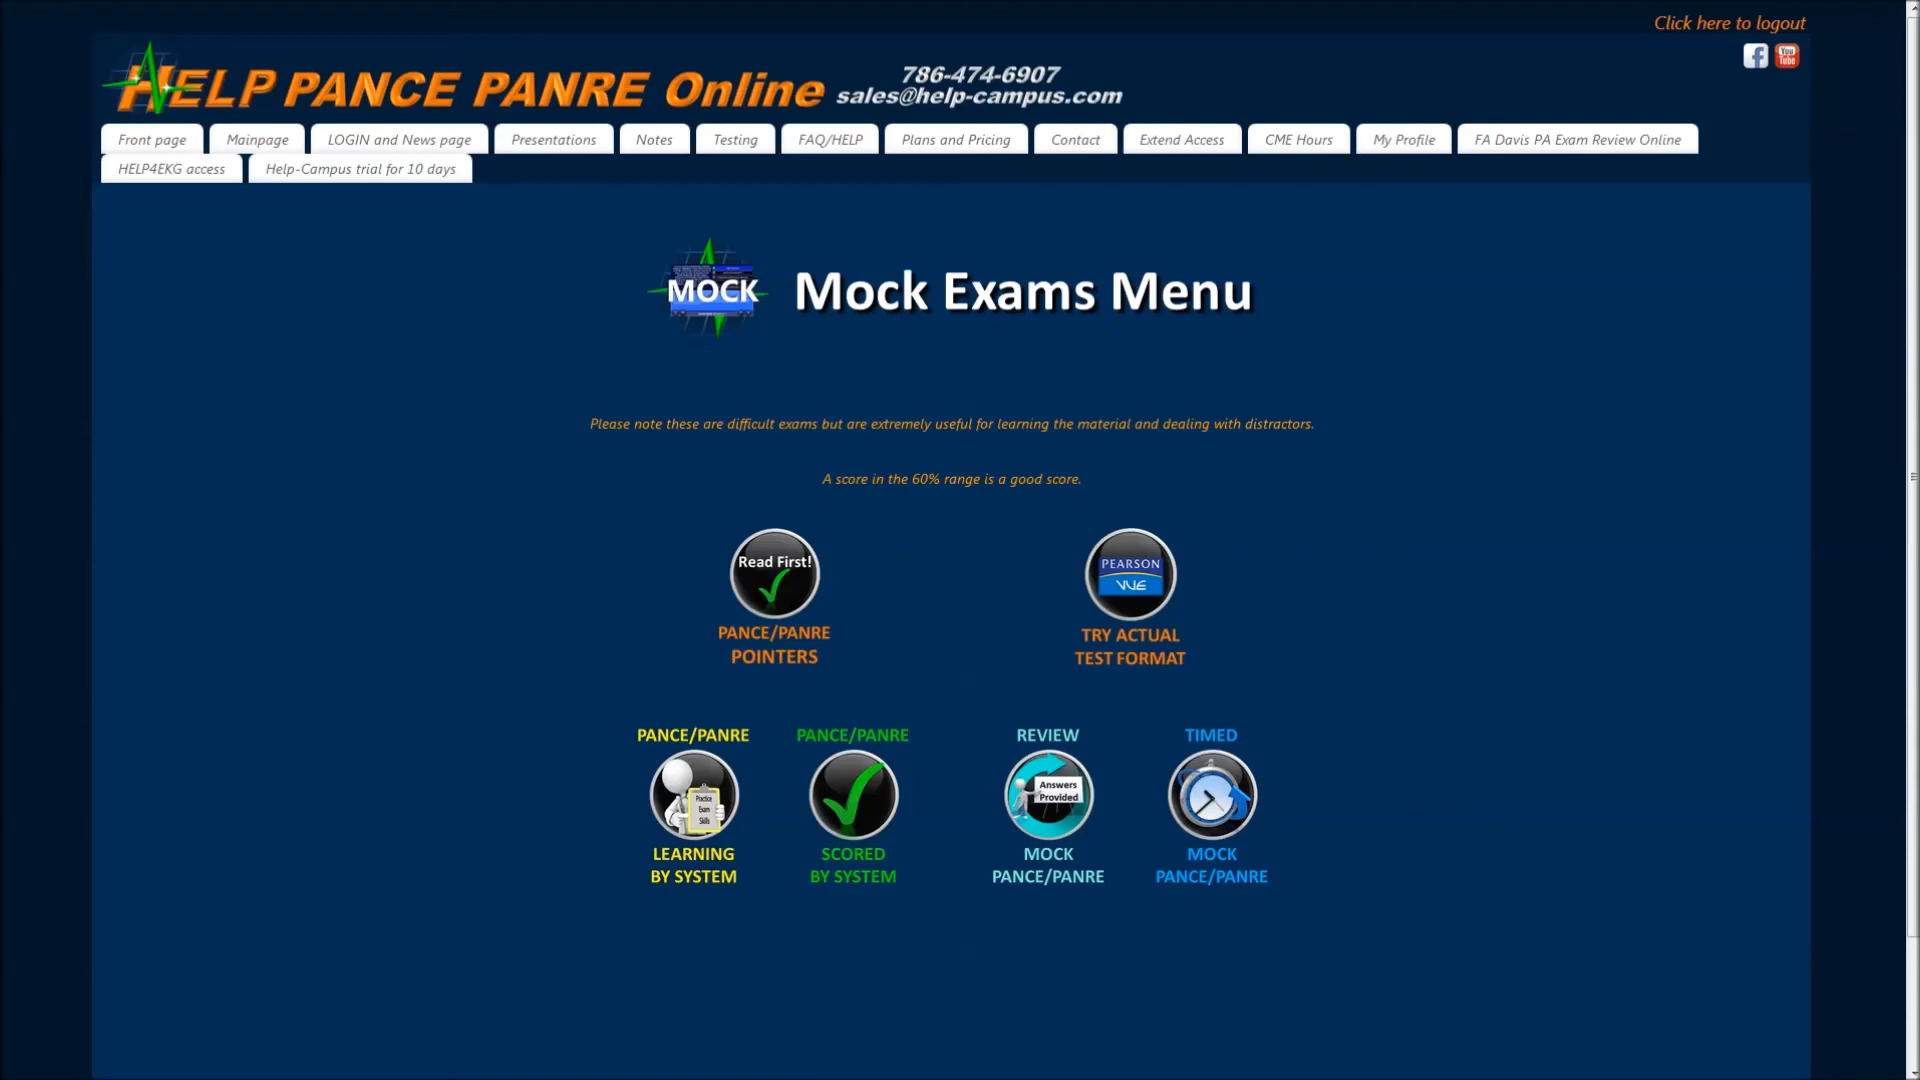 Click here to logout
HELP PANCE PANRE Online
786-474-6907
sales@help-campus.com
Front page Mainpage LOGIN and News page Presentations Notes Testing FAQ/HELP Plans and Pricing Contact Extend Access CME Hours My Profile FA Davis PA Exam Review Online
HELP4EKG access Help-Campus trial for 10 days
MOCK
Mock Exams Menu
Please note these are difficult exams but are extremely useful for learning the material and dealing with distractors.
A score in the 60% range is a good score.
Read First!
PANCE/PANRE
POINTERS
PEARSON
VUE
TRY ACTUAL
TEST FORMAT
PANCE/PANRE
Practice
Exam
Skills
LEARNING
BY SYSTEM
PANCE/PANRE
SCORED
BY SYSTEM
REVIEW
Answers
Provided
MOCK
PANCE/PANRE
TIMED
MOCK
PANCE/PANRE